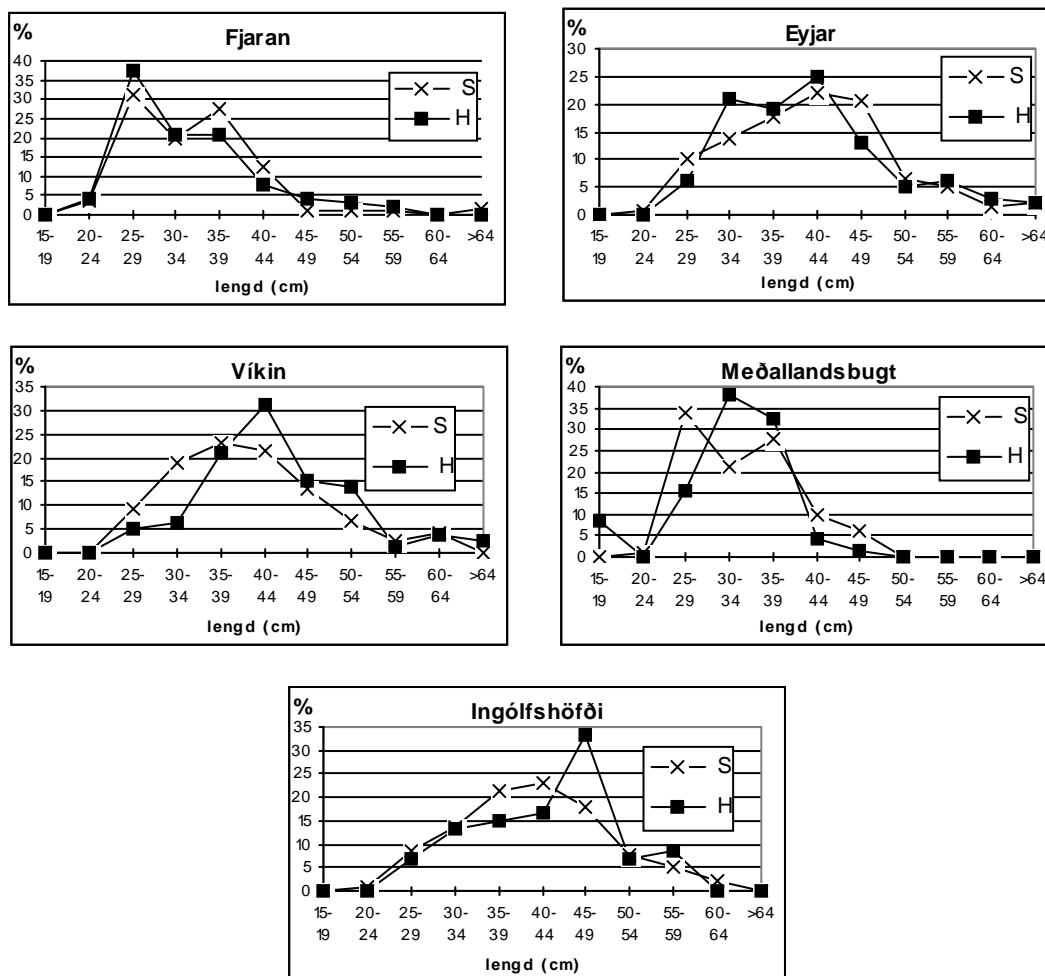 %
Fjaran
40
35
30
25
20
15
10
5
0
S
H
15- 20- 25- 30- 35- 40- 45- 50- 55- 60- >64
19 24 29 34 39 44 49 54 59 64
lengd (cm)
%
Eyjar
30
25
20
15
10
5
0
S
H
15- 20- 25- 30- 35- 40- 45- 50- 55- 60- >64
19 24 29 34 39 44 49 54 59 64
lengd (cm)
%
Víkin
35
30
25
20
15
10
5
0
S
H
15- 20- 25- 30- 35- 40- 45- 50- 55- 60- >64
19 24 29 34 39 44 49 54 59 64
lengd (cm)
%
Meðallandsbugt
40
35
30
25
20
15
10
5
0
S
H
15- 20- 25- 30- 35- 40- 45- 50- 55- 60- >64
19 24 29 34 39 44 49 54 59 64
lengd (cm)
%
Ingólfshöfði
35
30
25
20
15
10
5
0
S
H
15- 20- 25- 30- 35- 40- 45- 50- 55- 60- >64
19 24 29 34 39 44 49 54 59 64
lengd (cm)